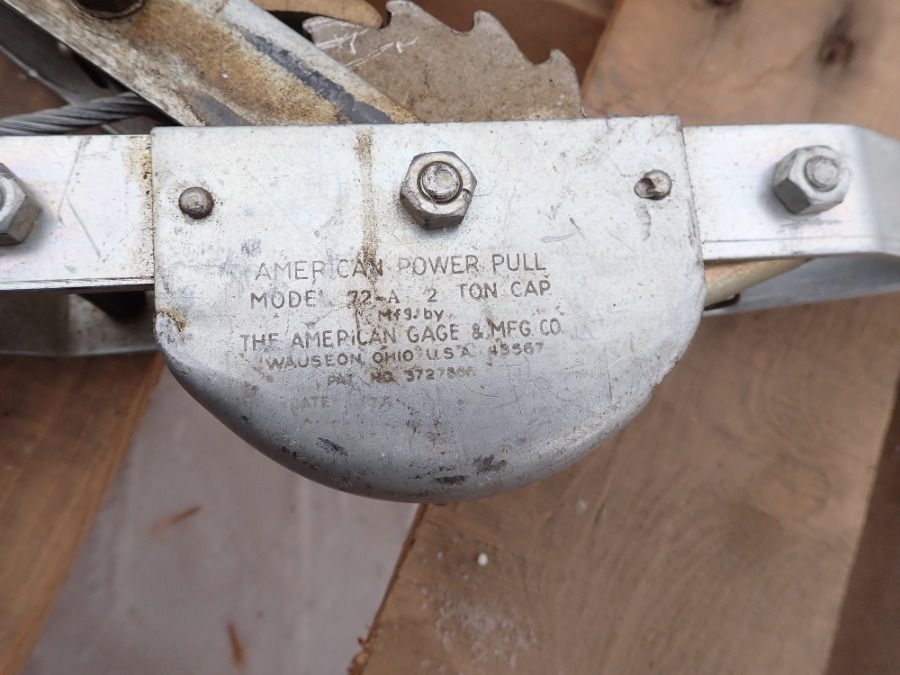 AMERICAN POWER PULL
MODEL 72-A 2 TON CAP
Mfg. by
THE AMERICAN GAGE & MFG. CO.
WAUSEON, OHIO U.S.A. 43567
PAT. NO.